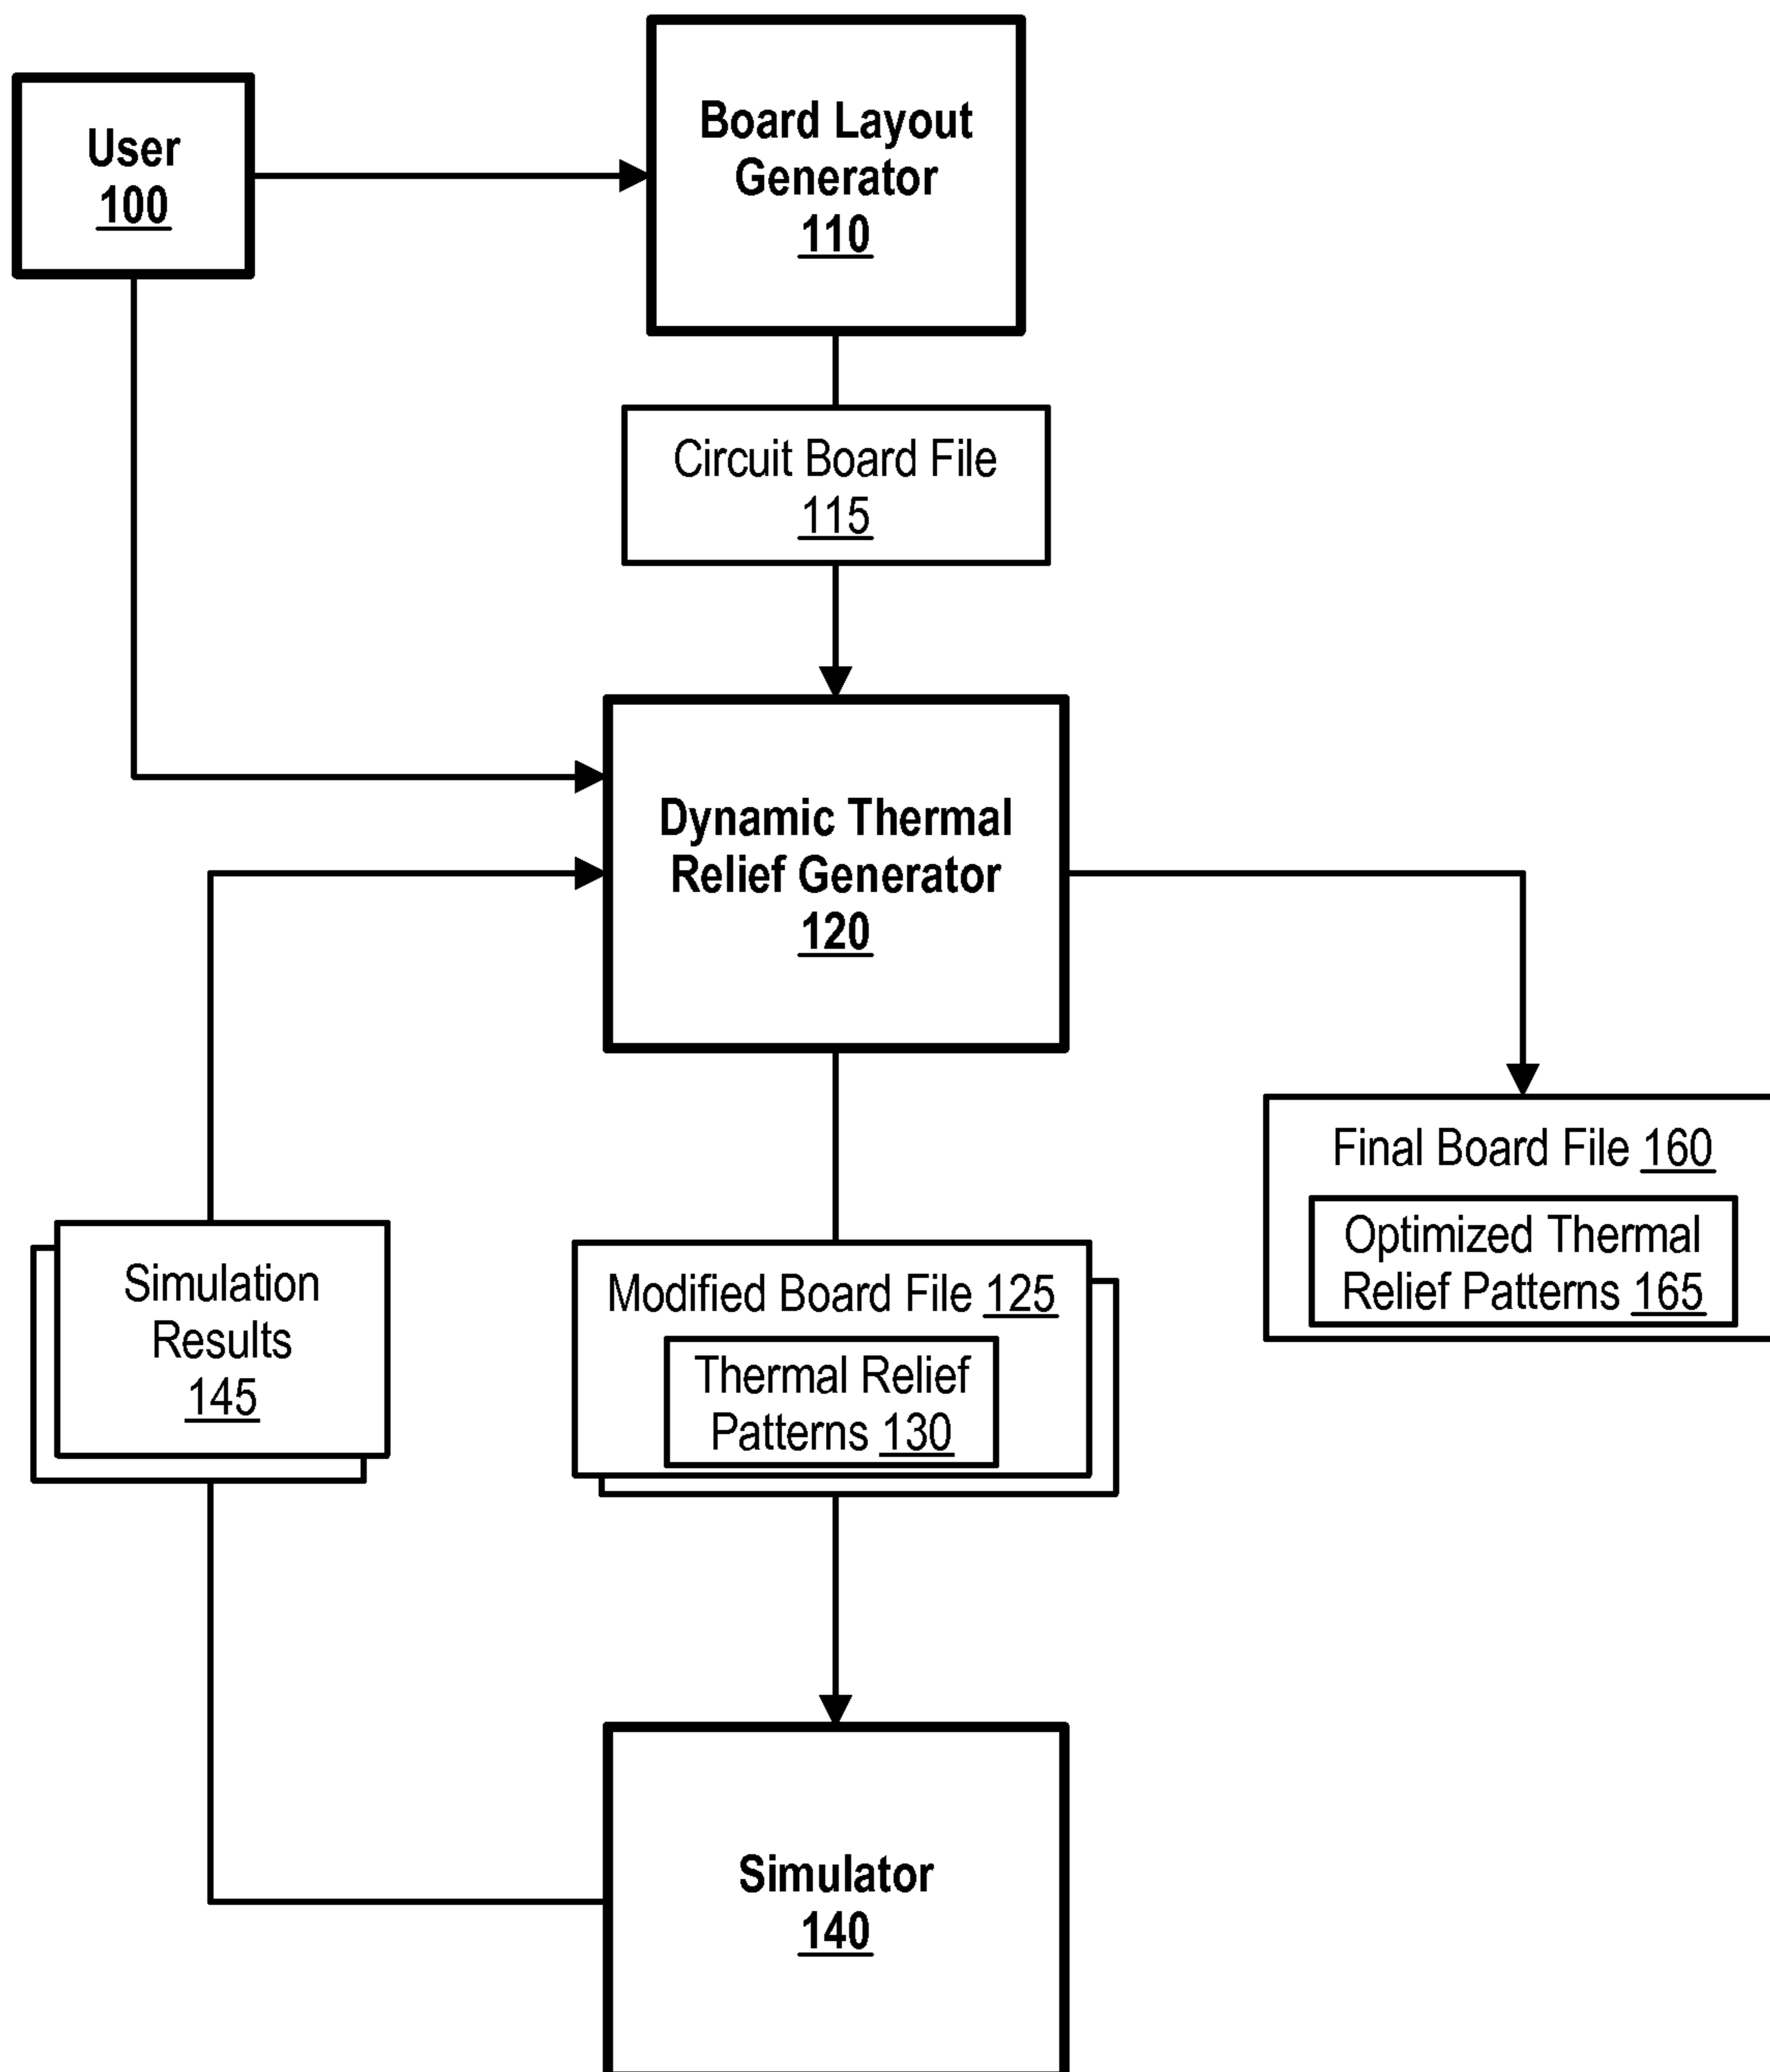 User
100
Board Layout
Generator
110
Circuit Board File
115
Dynamic Thermal
Relief Generator
120
Final Board File 160
Optimized Thermal
Relief Patterns 165
Simulation
Results
145
Modified Board File 125
Thermal Relief
Patterns 130
Simulator
140